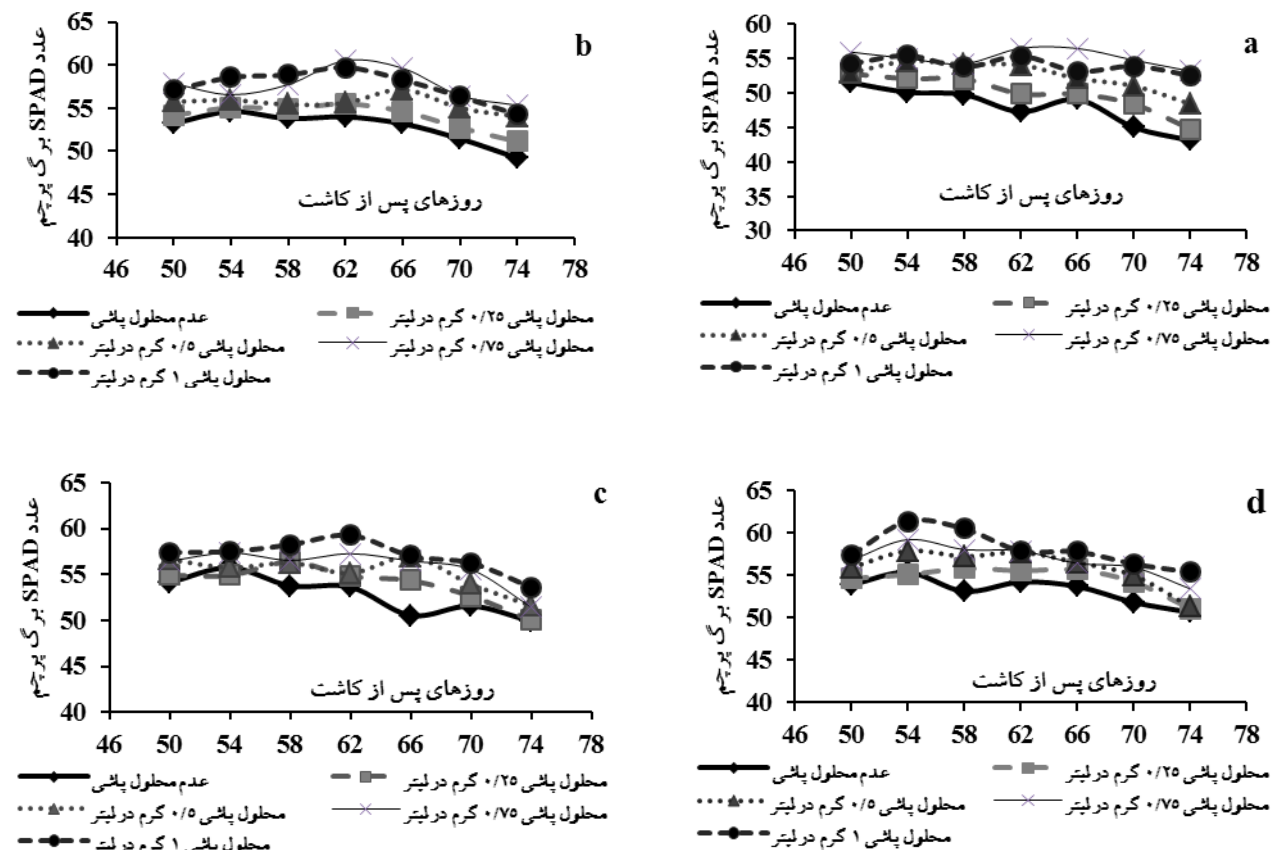 a
عدد SPAD برگ پرچم
60
55
50
45
40
35
30
روزهای پس از کاشت
46 50 54 58 62 66 70 74 78
عدم محلول پاشی
محلول پاشی ۰/۲۵ گرم در لیتر
محلول پاشی ۰/۵ گرم در لیتر
محلول پاشی ۰/۷۵ گرم در لیتر
محلول پاشی ۱ گرم در لیتر
b
عدد SPAD برگ پرچم
65
60
55
50
45
40
روزهای پس از کاشت
46 50 54 58 62 66 70 74 78
عدم محلول پاشی
محلول پاشی ۰/۲۵ گرم در لیتر
محلول پاشی ۰/۵ گرم در لیتر
محلول پاشی ۰/۷۵ گرم در لیتر
محلول پاشی ۱ گرم در لیتر
d
عدد SPAD برگ پرچم
65
60
55
50
45
40
روزهای پس از کاشت
46 50 54 58 62 66 70 74 78
عدم محلول پاشی
محلول پاشی ۰/۲۵ گرم در لیتر
محلول پاشی ۰/۵ گرم در لیتر
محلول پاشی ۰/۷۵ گرم در لیتر
محلول پاشی ۱ گرم در لیتر
c
عدد SPAD برگ پرچم
65
60
55
50
45
40
روزهای پس از کاشت
46 50 54 58 62 66 70 74 78
عدم محلول پاشی
محلول پاشی ۰/۲۵ گرم در لیتر
محلول پاشی ۰/۵ گرم در لیتر
محلول پاشی ۰/۷۵ گرم در لیتر
محلول پاشی ۱ گرم در لیتر